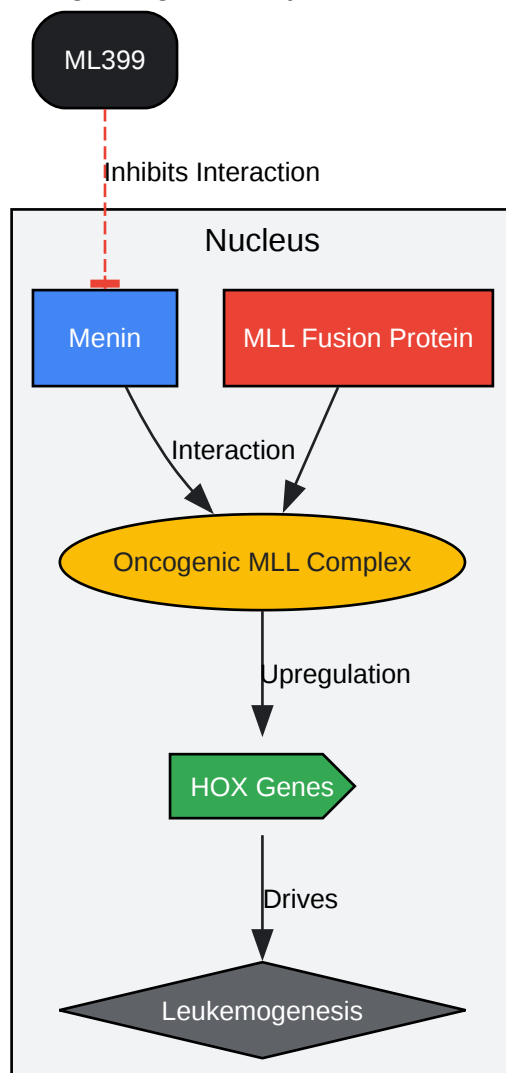 ML399
Inhibits Interaction
Nucleus
Menin
MLL Fusion Protein
Interaction
Oncogenic MLL Complex
Upregulation
HOX Genes
Drives
Leukemogenesis